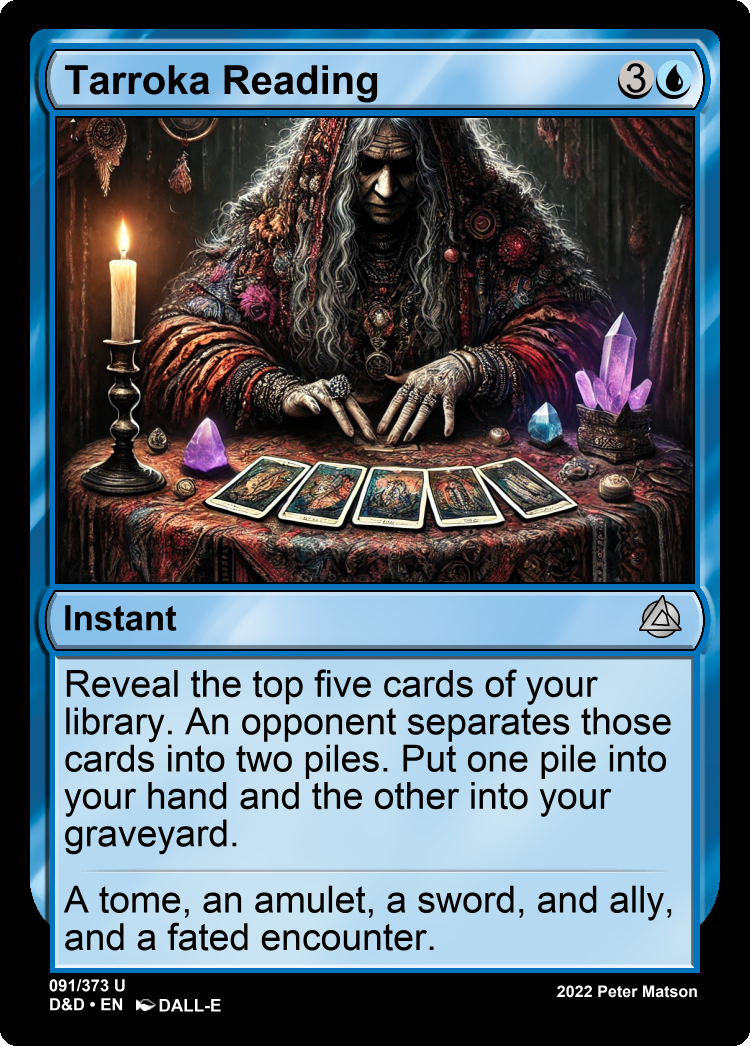 Tarroka Reading 3
Instant
Reveal the top five cards of your
library. An opponent separates those
cards into two piles. Put one pile into
your hand and the other into your
graveyard.
A tome, an amulet, a sword, and ally,
and a fated encounter.
091/373 U
D&D • EN DALL-E
2022 Peter Matson